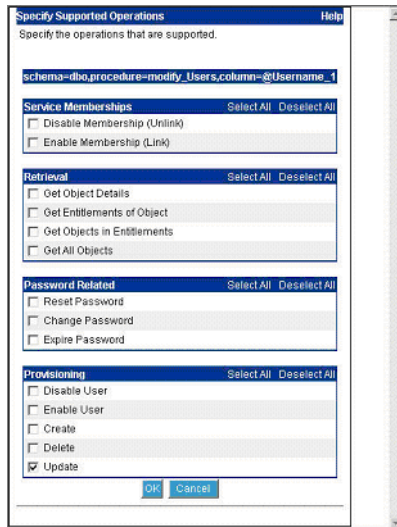 Specify Supported Operations Help
Specify the operations that are supported.
schema=dbo,procedure=modify_Users,column=@Username_1
Service Memberships Select All Deselect All
Disable Membership (Unlink)
Enable Membership (Link)
Retrieval Select All Deselect All
Get Object Details
Get Entitlements of Object
Get Objects in Entitlements
Get All Objects
Password Related Select All Deselect All
Reset Password
Change Password
Expire Password
Provisioning Select All Deselect All
Disable User
Enable User
Create
Delete
Update
OK Cancel